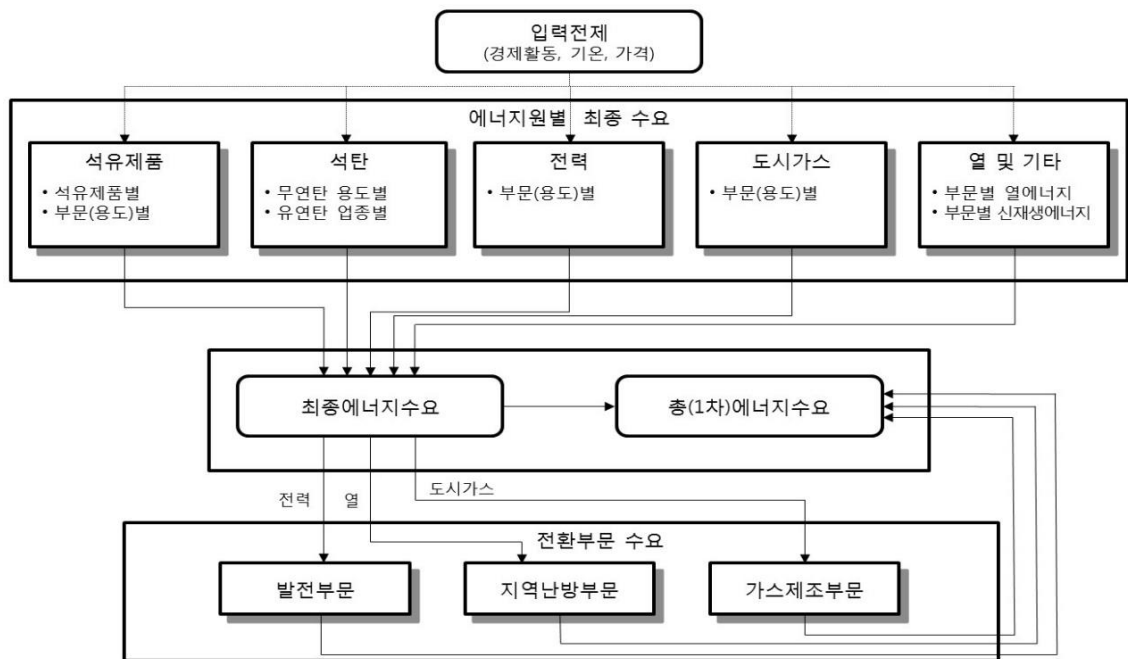 입력전제
(경제활동, 기온, 가격)
에너지원별 최종 수요
석유제품
• 석유제품별
• 부문(용도)별
석탄
• 무연탄 용도별
• 유연탄 업종별
전력
• 부문(용도)별
도시가스
• 부문(용도)별
열 및 기타
• 부문별 열에너지
• 부문별 신재생에너지
최종에너지수요
총(1차)에너지수요
전력
열
도시가스
전환부문 수요
발전부문
지역난방부문
가스제조부문